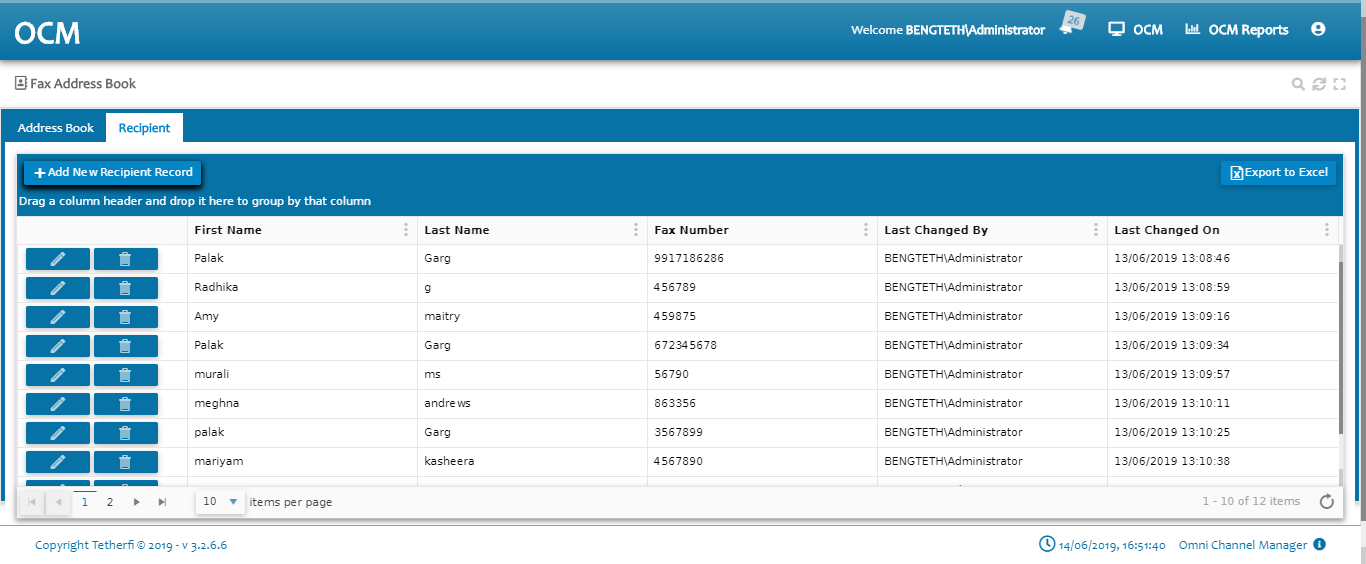 OCM
Welcome BENGTETH\Administrator
26
OCM
OCM Reports
Fax Address Book
Address Book
Recipient
Add New Recipient Record
Export to Excel
Drag a column header and drop it here to group by that column
First Name Last Name Fax Number Last Changed By Last Changed On
Palak Garg 9917186286 BENGTETH\Administrator 13/06/2019 13:08:46
Radhika g 456789 BENGTETH\Administrator 13/06/2019 13:08:59
Amy maitry 459875 BENGTETH\Administrator 13/06/2019 13:09:16
Palak Garg 672345678 BENGTETH\Administrator 13/06/2019 13:09:34
murali ms 56790 BENGTETH\Administrator 13/06/2019 13:09:57
meghna andrews 863356 BENGTETH\Administrator 13/06/2019 13:10:11
palak Garg 3567899 BENGTETH\Administrator 13/06/2019 13:10:25
mariyam kasheera 4567890 BENGTETH\Administrator 13/06/2019 13:10:38
1 2 10 items per page 1 - 10 of 12 items
Copyright Tetherfi © 2019 - v 3.2.6.6
14/06/2019, 16:51:40 Omni Channel Manager